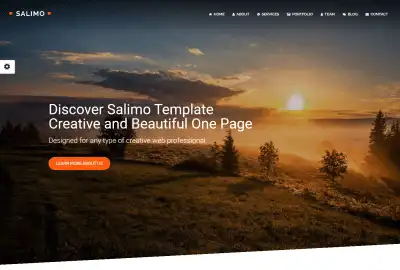 SALIMO
HOME ABOUT SERVICES PORTFOLIO TEAM BLOG CONTACT
Discover Salimo Template
Creative and Beautiful One Page
Designed for any type of creative web professional
LEARN MORE ABOUT US